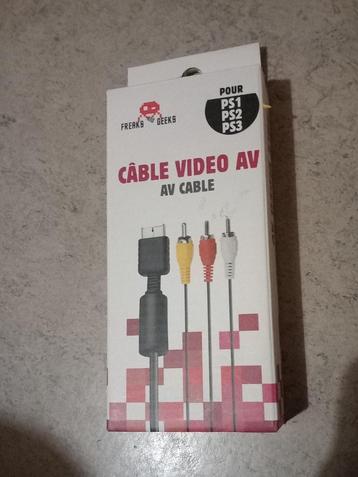 FREAKS GEEKS
POUR
PS1
PS2
PS3
CÂBLE VIDEO AV
AV CABLE